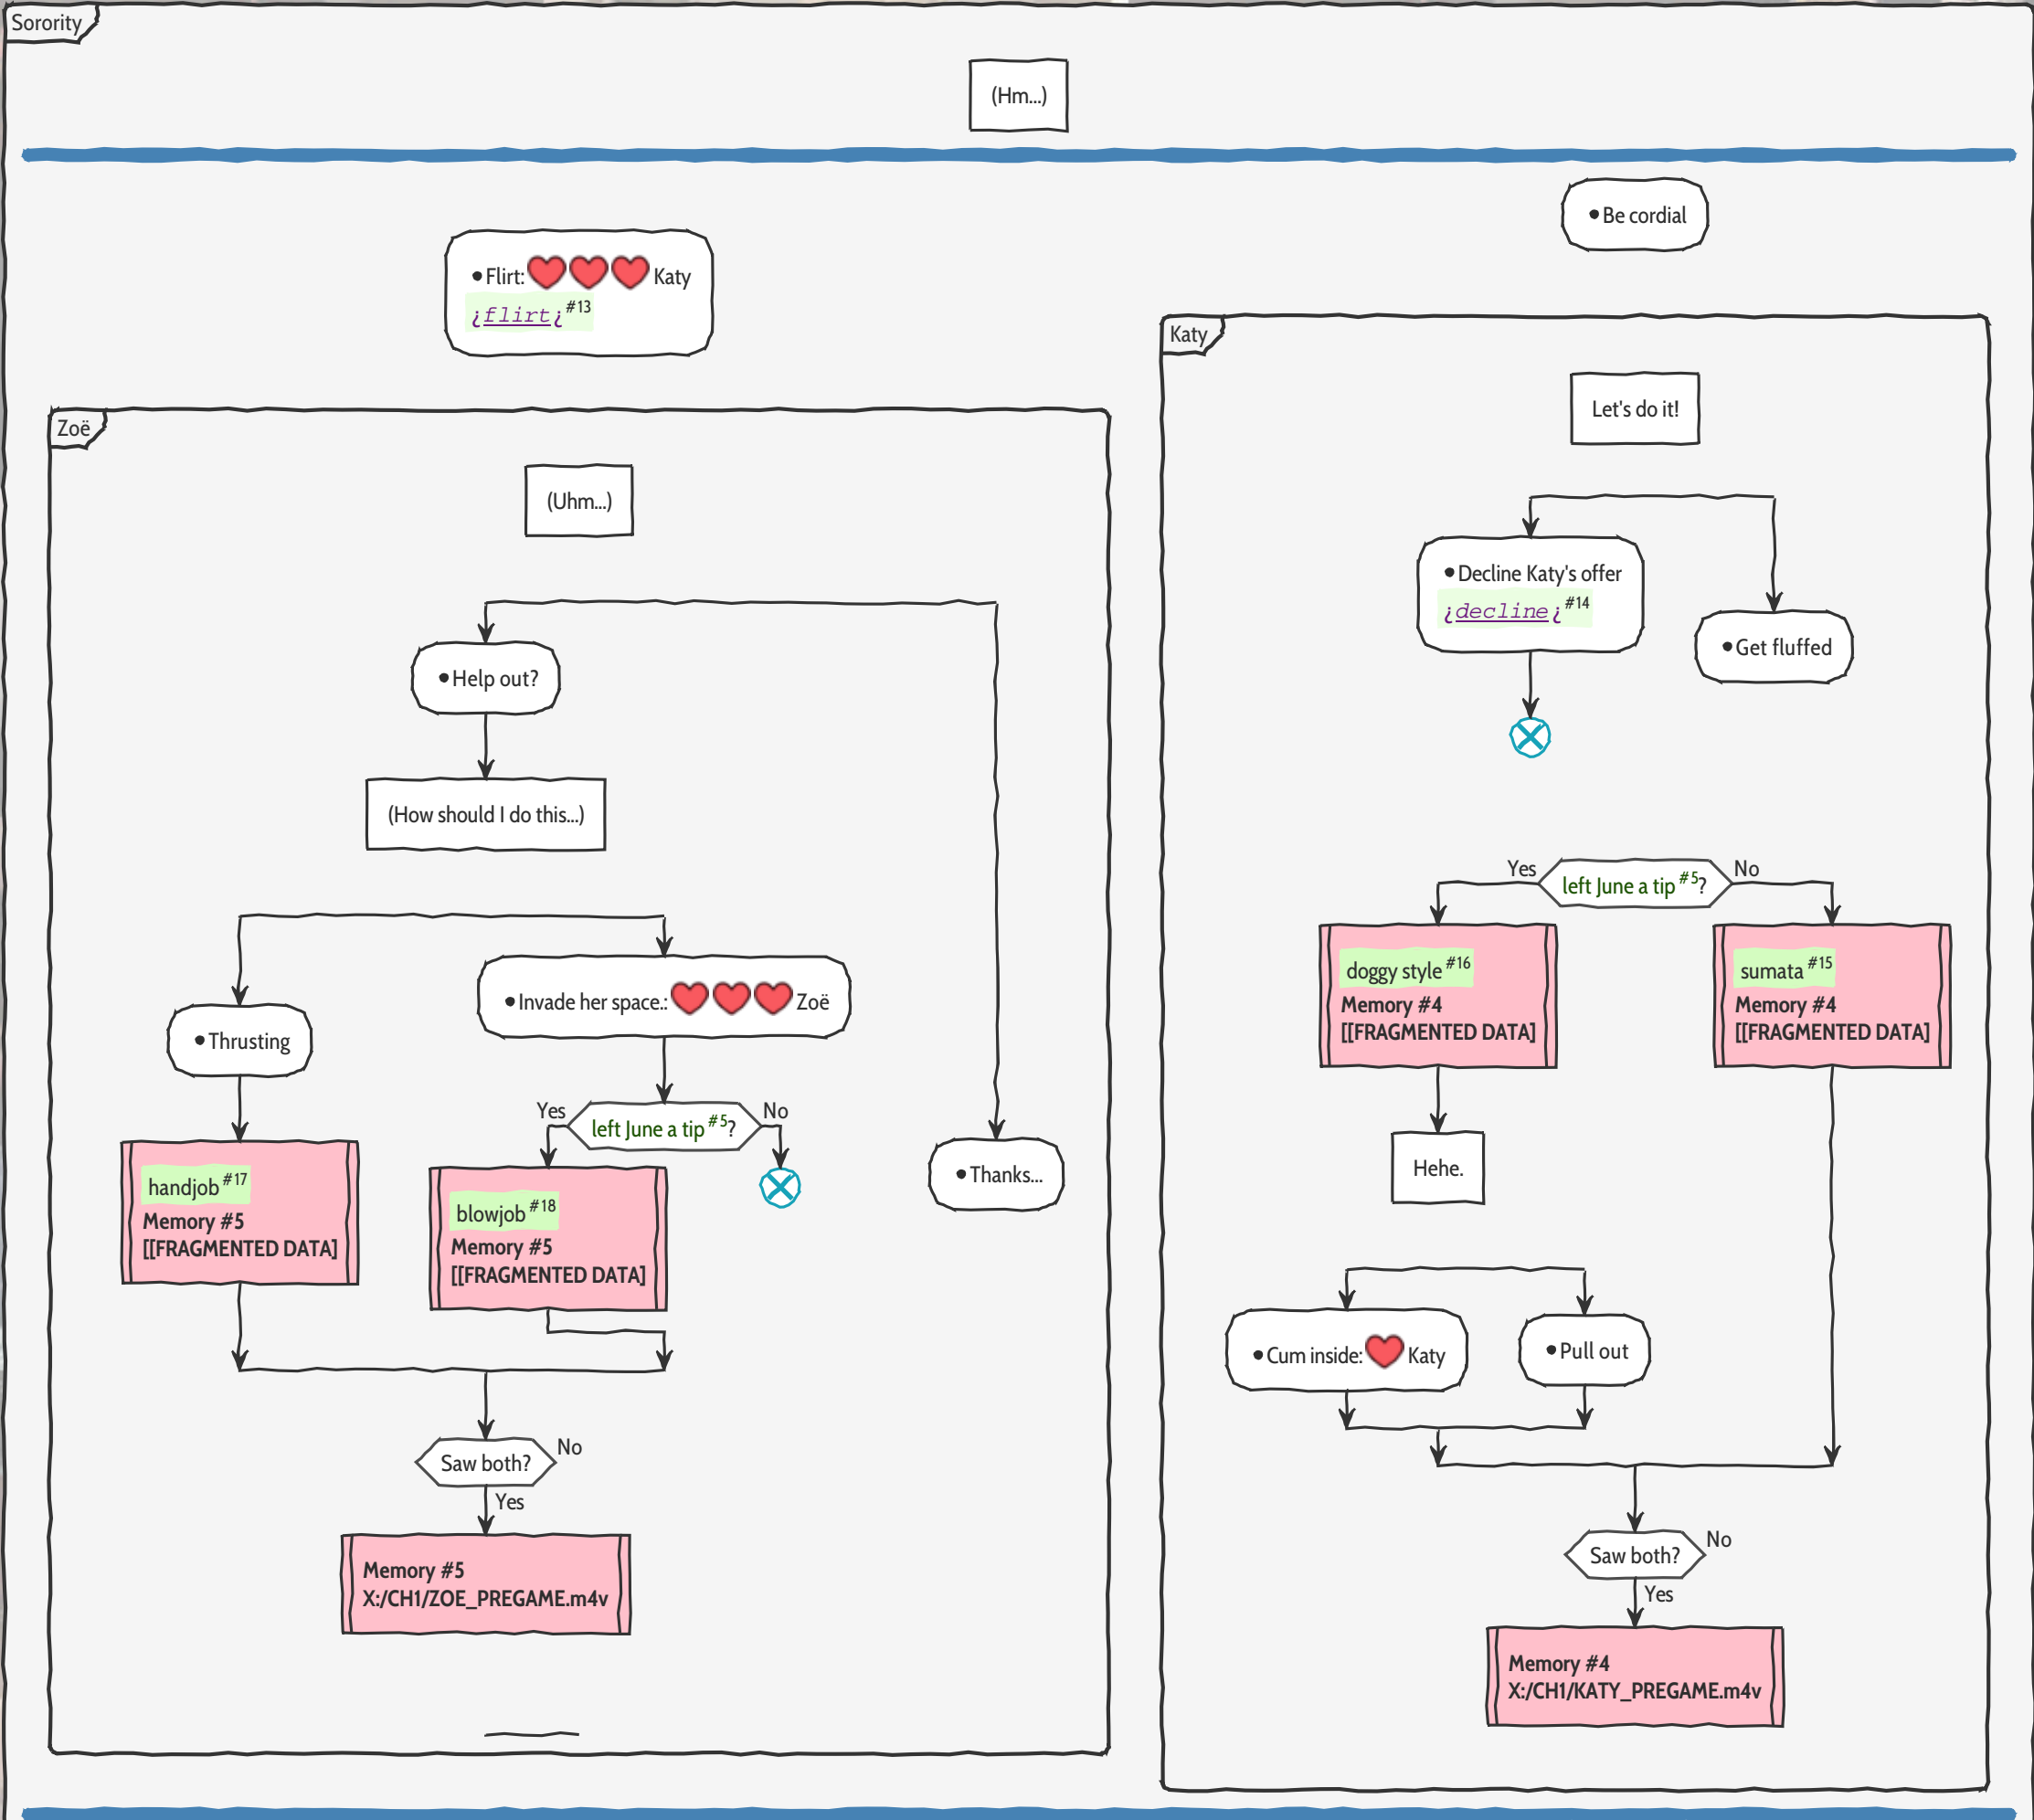 Sorority
(Hm...)
•Be cordial
•Flirt: Katy
¿flirt¿#13
Katy
Let's do it!
Zoë
(Uhm...)
•Decline Katy's offer
¿decline¿#14
•Get fluffed
•Help out?
(How should I do this...)
Yes
left June a tip#5?
No
doggy style#16
Memory #4
[[FRAGMENTED DATA]
sumata#15
Memory #4
[[FRAGMENTED DATA]
•Thrusting
•Invade her space.: Zoë
Yes
left June a tip#5?
No
•Thanks...
Hehe.
handjob#17
Memory #5
[[FRAGMENTED DATA]
blowjob#18
Memory #5
[[FRAGMENTED DATA]
•Cum inside: Katy
•Pull out
Saw both?
No
Yes
Memory #5
X:/CH1/ZOE_PREGAME.m4v
Saw both?
No
Yes
Memory #4
X:/CH1/KATY_PREGAME.m4v